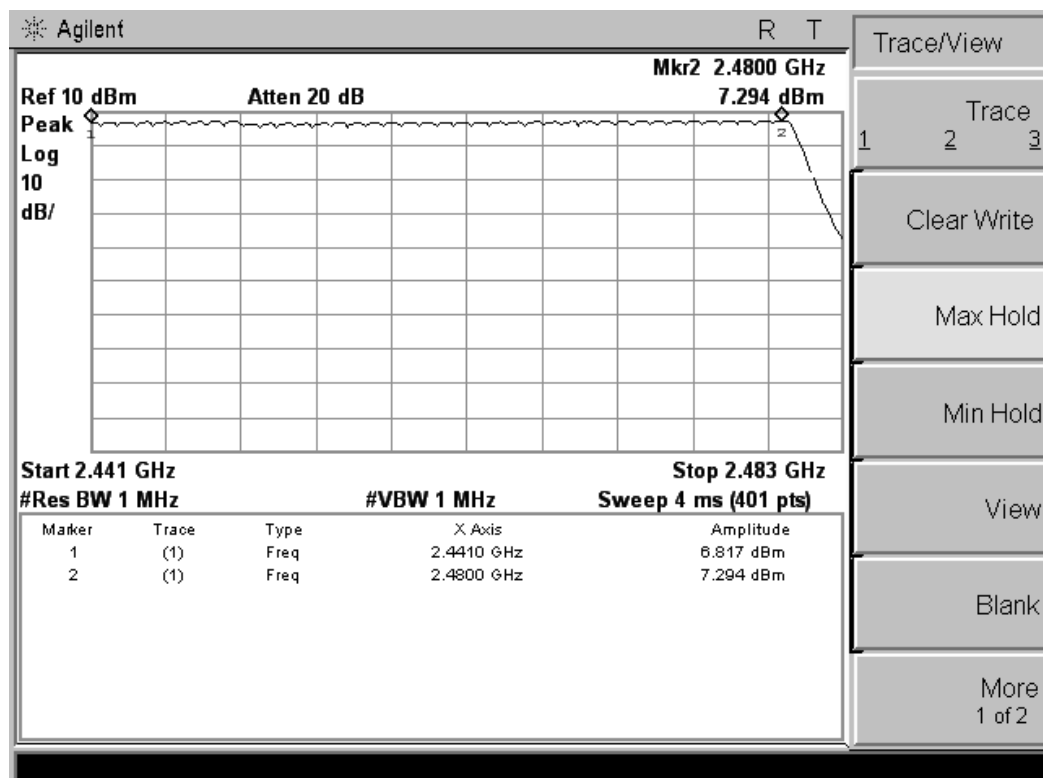 Agilent R T
Mkr2 2.4800 GHz
Ref 10 dBm Atten 20 dB 7.294 dBm
Peak
Log
10
dB/
1
2
Start 2.441 GHz Stop 2.483 GHz
#Res BW 1 MHz #VBW 1 MHz Sweep 4 ms (401 pts)
Marker Trace Type X Axis Amplitude
1 (1) Freq 2.4410 GHz 6.817 dBm
2 (1) Freq 2.4800 GHz 7.294 dBm
Trace/View
Trace
1 2 3
Clear Write
Max Hold
Min Hold
View
Blank
More
1 of 2